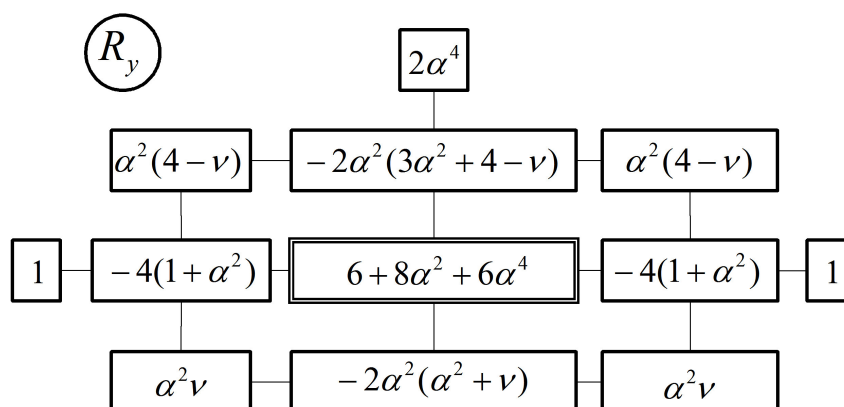 R_y 2α⁴
α²(4 − ν) − 2α²(3α² + 4 − ν) α²(4 − ν)
1 − 4(1 + α²) 6 + 8α² + 6α⁴ − 4(1 + α²) 1
α²ν − 2α²(α² + ν) α²ν